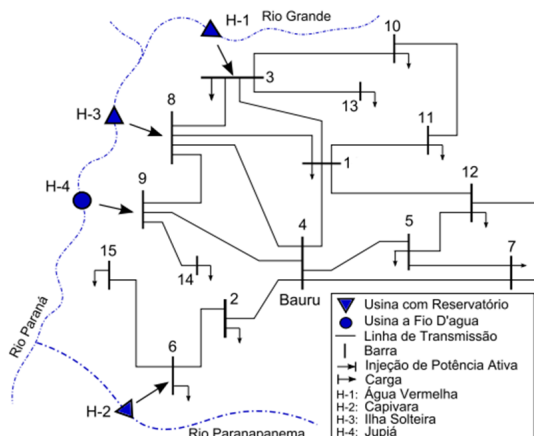 Rio Grande
H-1
10
3
13
H-3
8
11
1
H-4
9
12
4
5
7
15
14
Bauru
2
Rio Paraná
6
H-2
Rio Paranapanema
Usina com Reservatório
Usina a Fio D'agua
Linha de Transmissão
Barra
Injeção de Potência Ativa
Carga
H-1: Água Vermelha
H-2: Capivara
H-3: Ilha Solteira
H-4: Jupiá